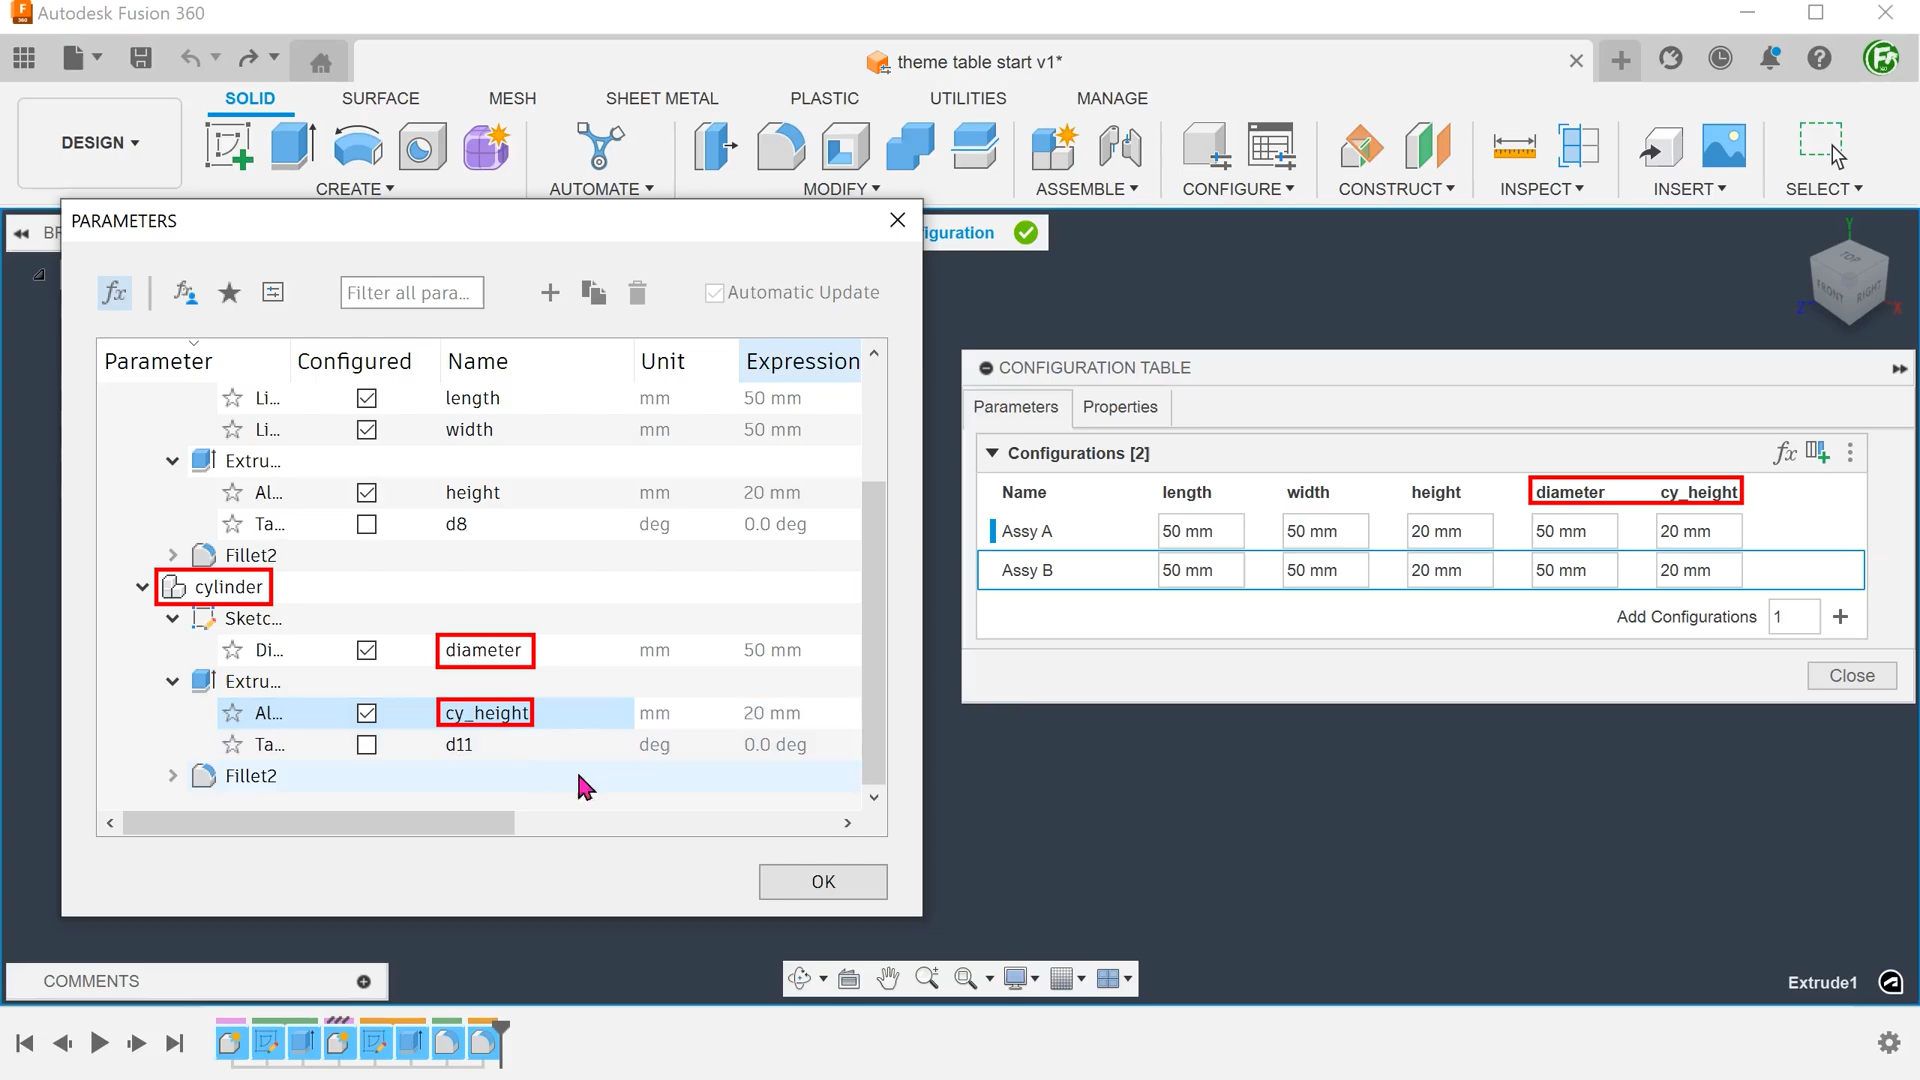 Autodesk Fusion 360
theme table start v1*
SOLID SURFACE MESH SHEET METAL PLASTIC UTILITIES MANAGE
DESIGN
CREATE AUTOMATE MODIFY ASSEMBLE CONFIGURE CONSTRUCT INSPECT INSERT SELECT
PARAMETERS
iguration
fx
Filter all para...
Automatic Update
Parameter Configured Name Unit Expression
Li... length mm 50 mm
Li... width mm 50 mm
Extru...
Al... height mm 20 mm
Ta... d8 deg 0.0 deg
Fillet2
cylinder
Sketc...
Di... diameter mm 50 mm
Extru...
Al... cy_height mm 20 mm
Ta... d11 deg 0.0 deg
Fillet2
OK
TOP
FRONT RIGHT
Y
Z X
CONFIGURATION TABLE
Parameters Properties
Configurations [2] fx
Name length width height diameter cy_height
Assy A 50 mm 50 mm 20 mm 50 mm 20 mm
Assy B 50 mm 50 mm 20 mm 50 mm 20 mm
Add Configurations 1
Close
COMMENTS
Extrude1